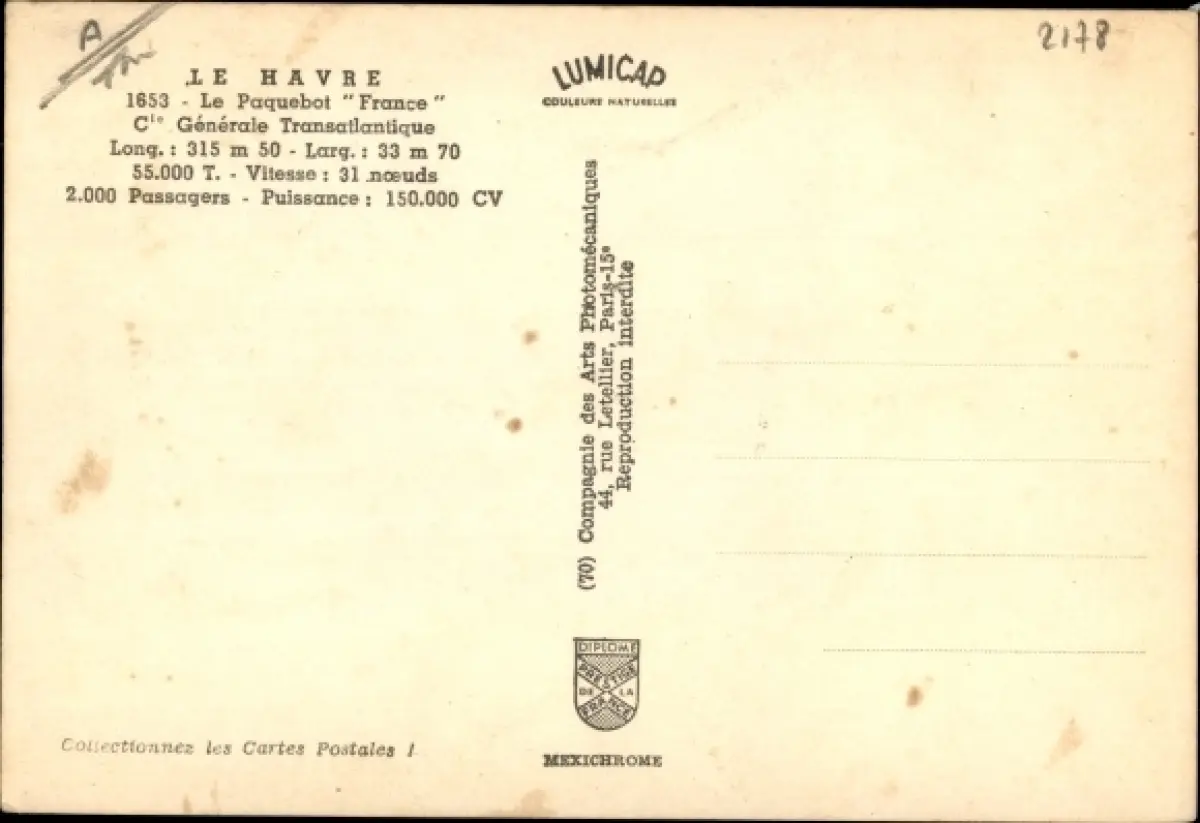 A
2178
LE HAVRE
1653 - Le Paquebot "France"
Cie Générale Transatlantique
Long. : 315 m 50 - Larg. : 33 m 70
55.000 T. - Vitesse : 31 nœuds
2.000 Passagers - Puissance : 150.000 CV
LUMICAP
COULEURS NATURELLES
(70) Compagnie des Arts Photomécaniques
44, rue Letellier, Paris-15e
Reproduction interdite
DIPLOME
PRESTIGE
DE LA
FRANCE
MEXICHROME
Collectionnez les Cartes Postales !